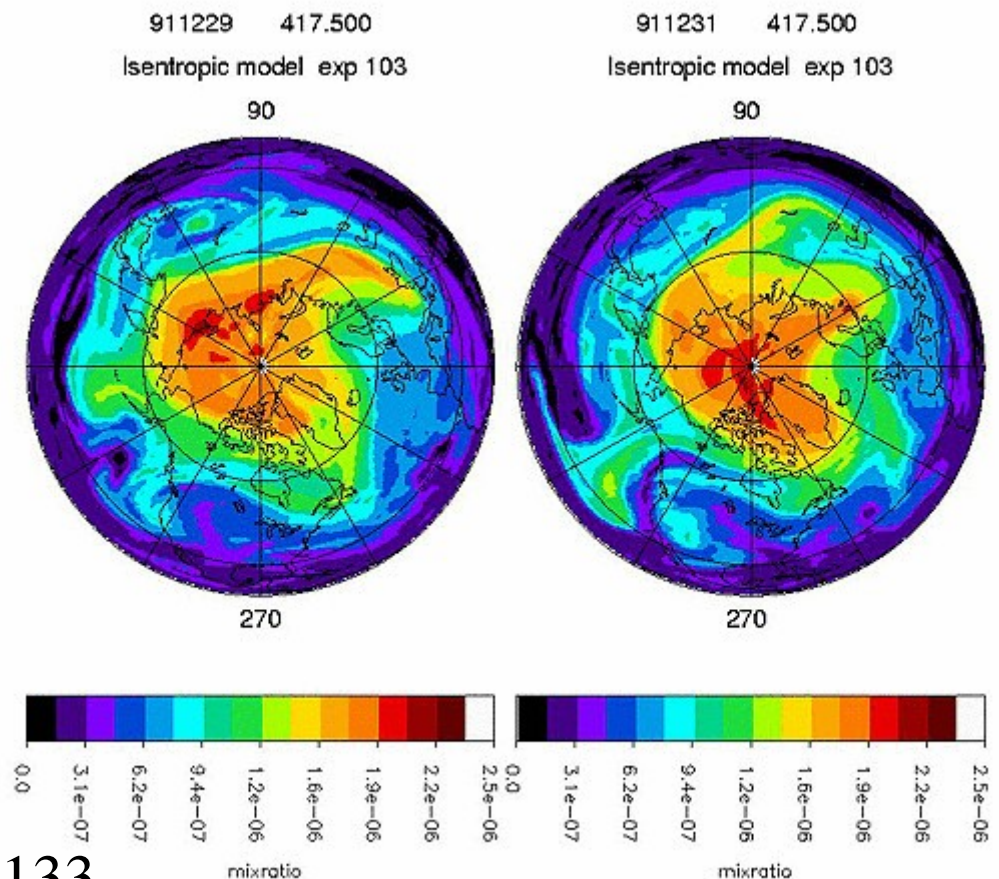 911229 417.500
Isentropic model exp 103
90
270
0.0 3.1e-07 6.2e-07 9.4e-07 1.2e-06 1.6e-06 1.9e-06 2.2e-06 2.5e-06
mixratio
911231 417.500
Isentropic model exp 103
90
270
0.0 3.1e-07 6.2e-07 9.4e-07 1.2e-06 1.6e-06 1.9e-06 2.2e-06 2.5e-06
mixratio
133